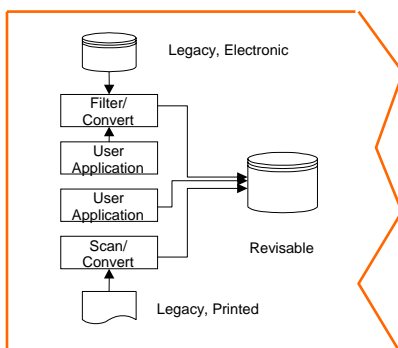 Legacy, Electronic
Filter/
Convert
User
Application
User
Application
Scan/
Convert
Revisable
Legacy, Printed